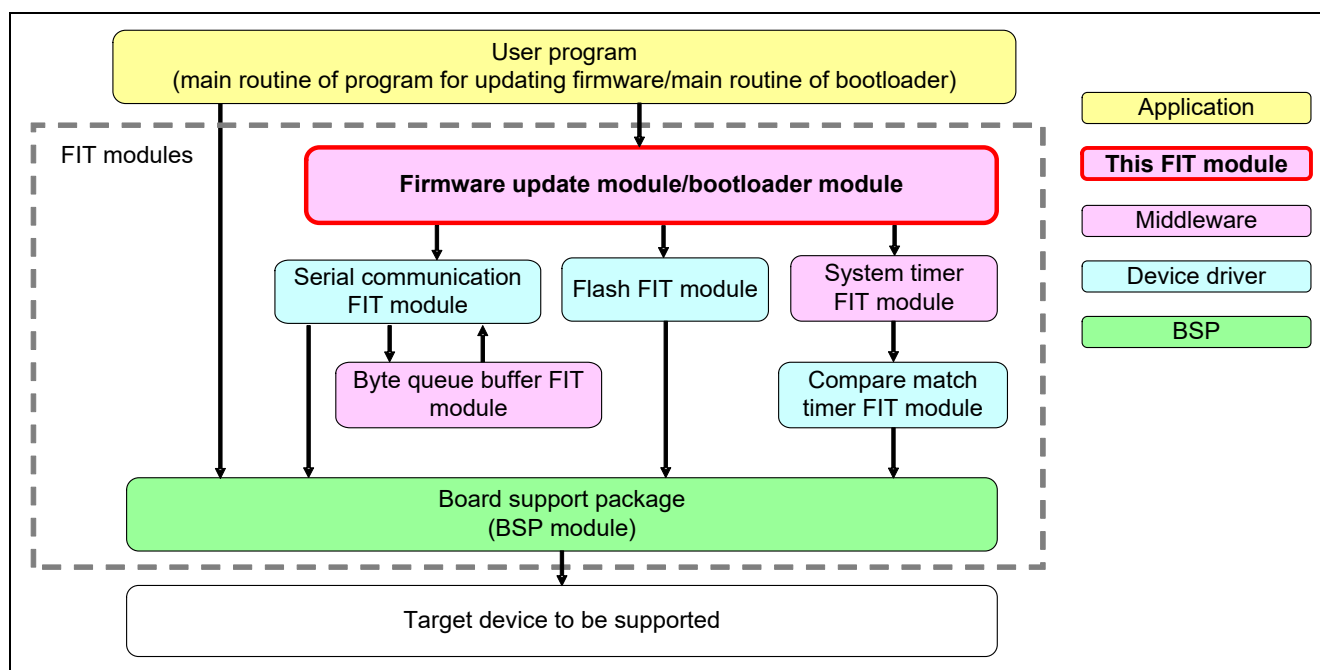 User program
(main routine of program for updating firmware/main routine of bootloader)
FIT modules
Firmware update module/bootloader module
Serial communication
FIT module
Flash FIT module
System timer
FIT module
Byte queue buffer FIT
module
Compare match
timer FIT module
Board support package
(BSP module)
Target device to be supported
Application
This FIT module
Middleware
Device driver
BSP